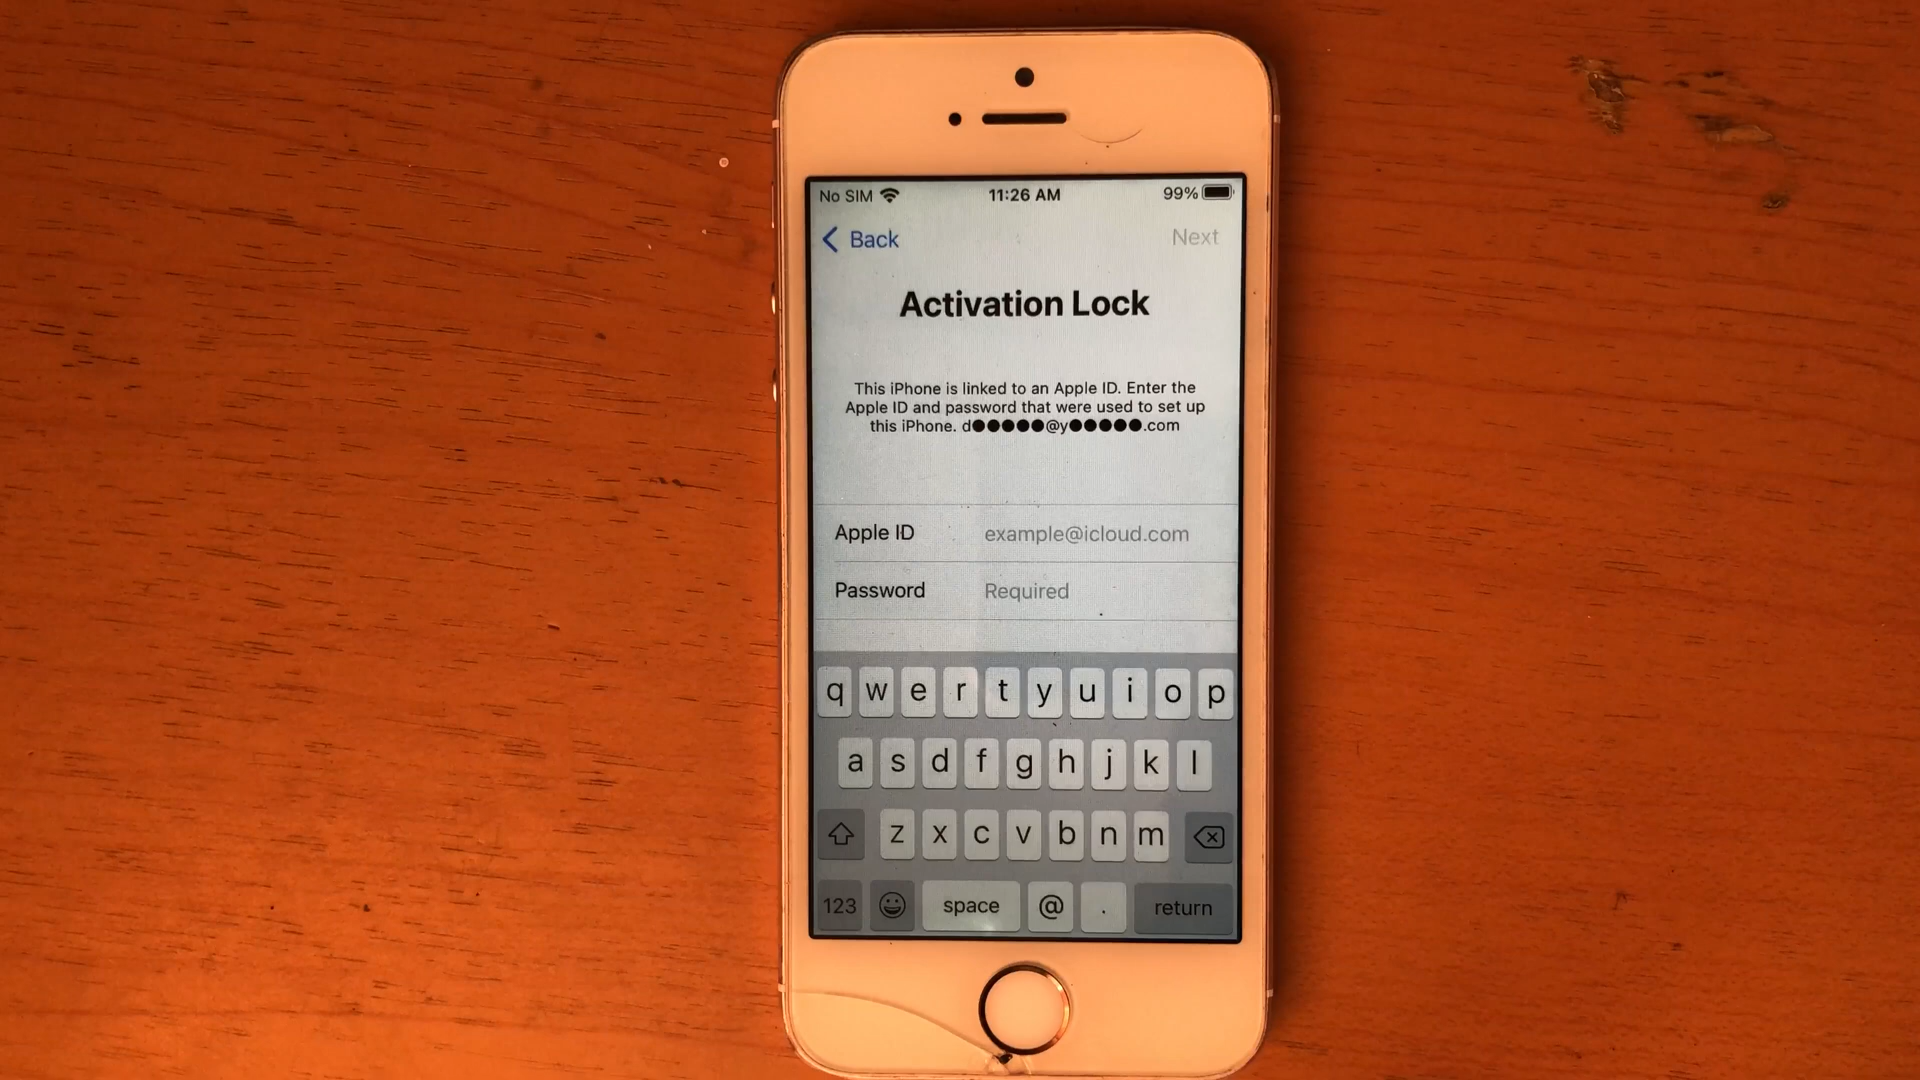 No SIM 11:26 AM 99%
Back Next
Activation Lock
This iPhone is linked to an Apple ID. Enter the
Apple ID and password that were used to set up
this iPhone. d●●●●●@y●●●●●.com
Apple ID example@icloud.com
Password Required
q w e r t y u i o p
a s d f g h j k l
z x c v b n m
123 space @ . return